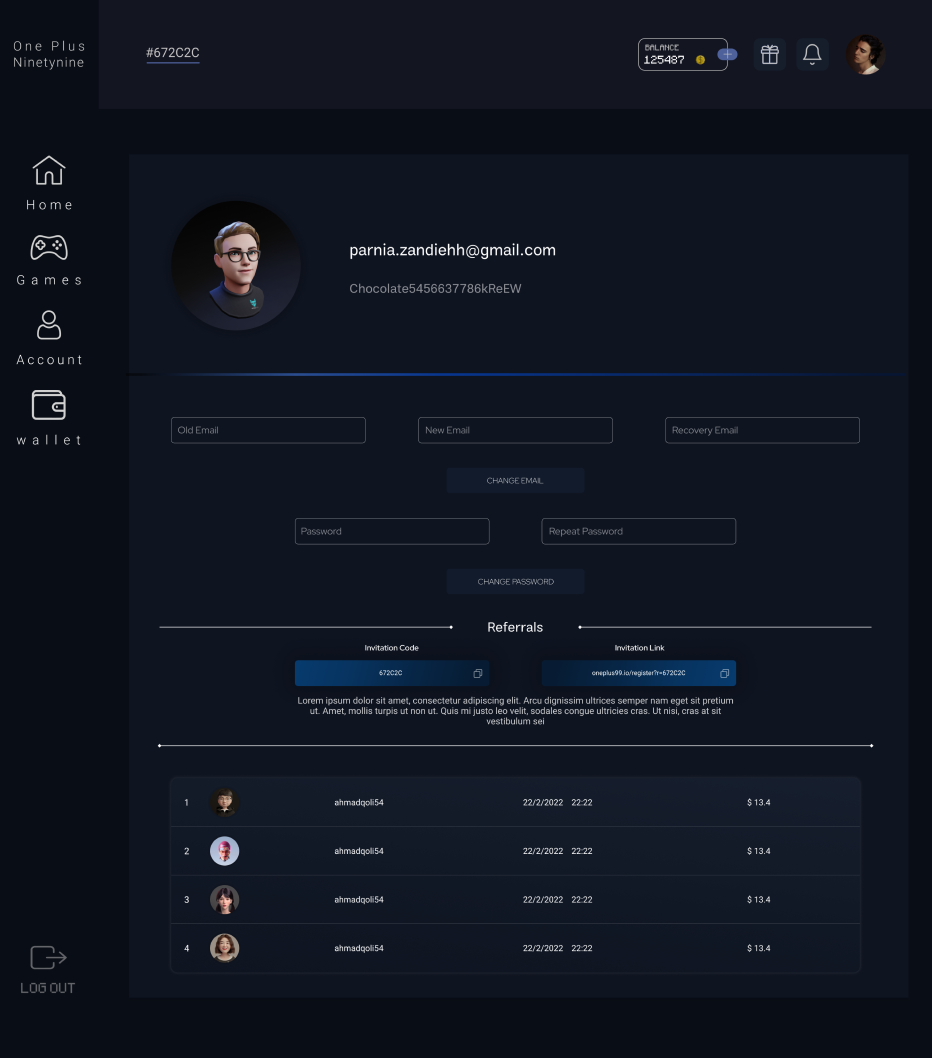 One Plus
Ninetynine
#672C2C
BALANCE
125487
Home
Games
Account
wallet
LOG OUT
parnia.zandiehh@gmail.com
Chocolate5456637786kReEW
Old Email
New Email
Recovery Email
CHANGE EMAIL
Password
Repeat Password
CHANGE PASSWORD
Referrals
Invitation Code
Invitation Link
672C2C
oneplus99.io/register?r=672C2C
Lorem ipsum dolor sit amet, consectetur adipiscing elit. Arcu dignissim ultrices semper nam eget sit pretium
ut. Amet, mollis turpis ut non ut. Quis mi justo leo velit, sodales congue ultricies cras. Ut nisi, cras at sit
vestibulum sei
1 ahmadqoli54 22/2/2022 22:22 $ 13.4
2 ahmadqoli54 22/2/2022 22:22 $ 13.4
3 ahmadqoli54 22/2/2022 22:22 $ 13.4
4 ahmadqoli54 22/2/2022 22:22 $ 13.4